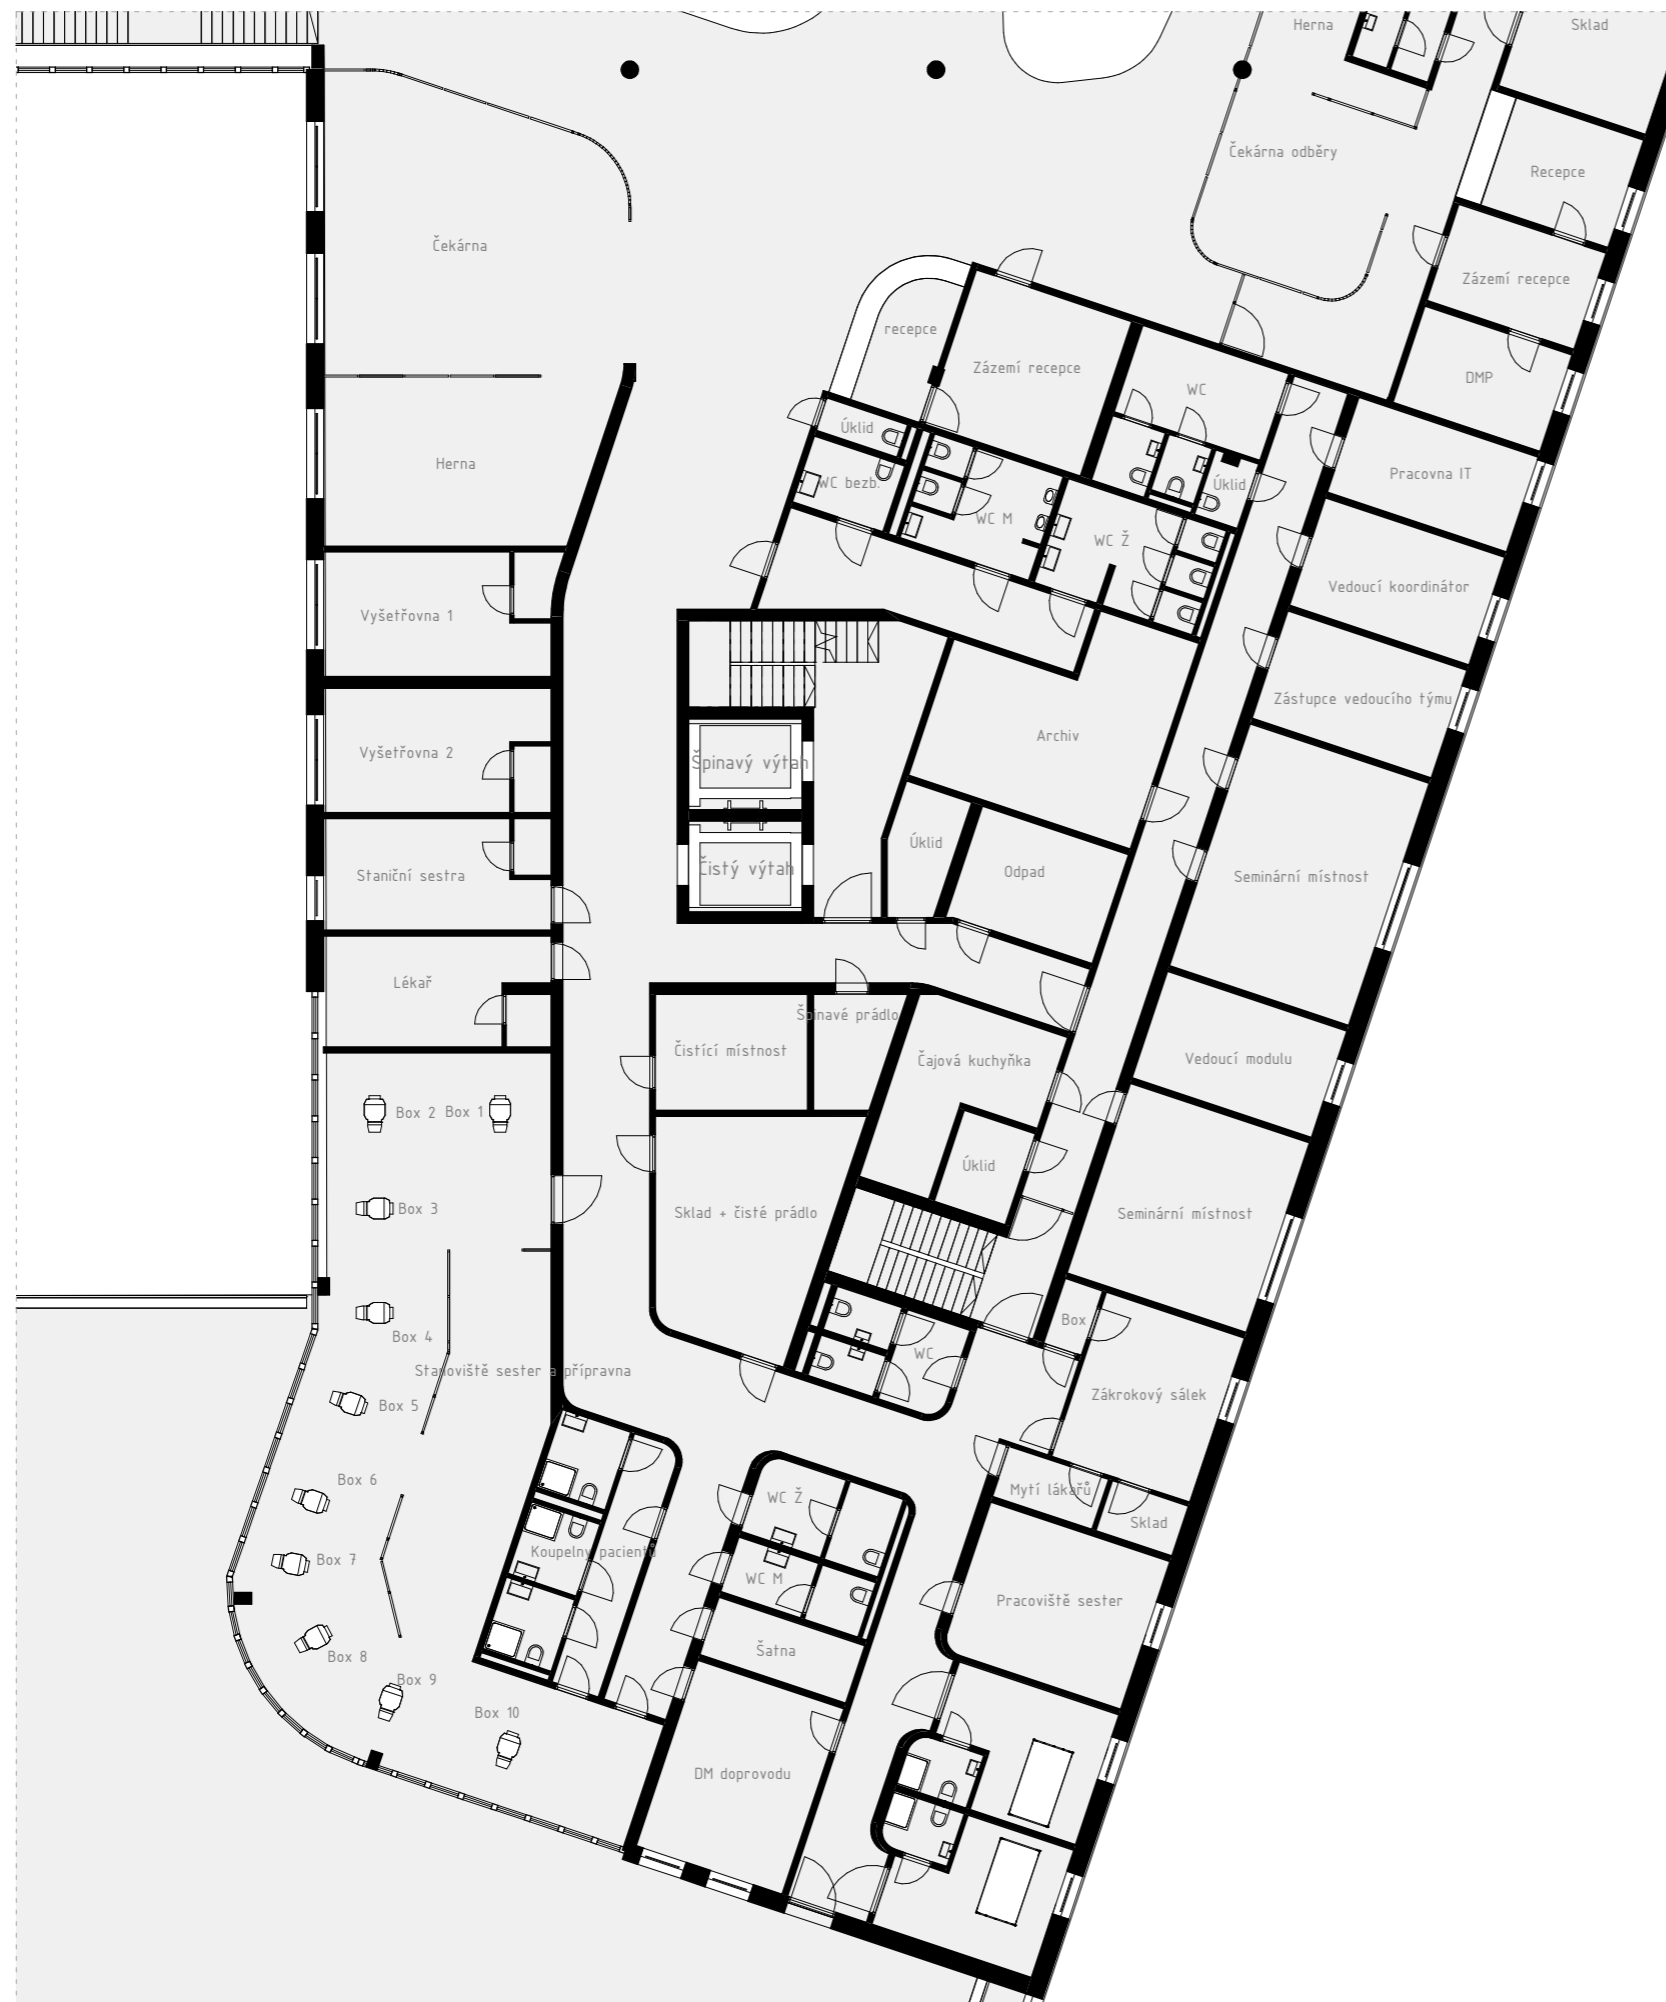 Herna
Sklad
Čekárna odběry
Recepce
Čekárna
Zázemí recepce
recepce
Zázemí recepce
WC
DMP
Úklid
Herna
WC bezb.
WC M
WC Ž
Úklid
Pracovna IT
Vedoucí koordinátor
Vyšetřovna 1
Zástupce vedoucího týmu
Vyšetřovna 2
Špinavý výtah
Archiv
Staniční sestra
Čistý výtah
Úklid
Odpad
Seminární místnost
Lékař
Špinavé prádlo
Čistící místnost
Čajová kuchyňka
Vedoucí modulu
Box 2
Box 1
Úklid
Box 3
Sklad + čisté prádlo
Seminární místnost
Box 4
Box
WC
Stanoviště sester a přípravna
Zákrokový sálek
Box 5
Box 6
WC Ž
Mytí lákařů
Sklad
Box 7
Koupelny pacientů
WC M
Pracoviště sester
Box 8
Šatna
Box 9
Box 10
DM doprovodu